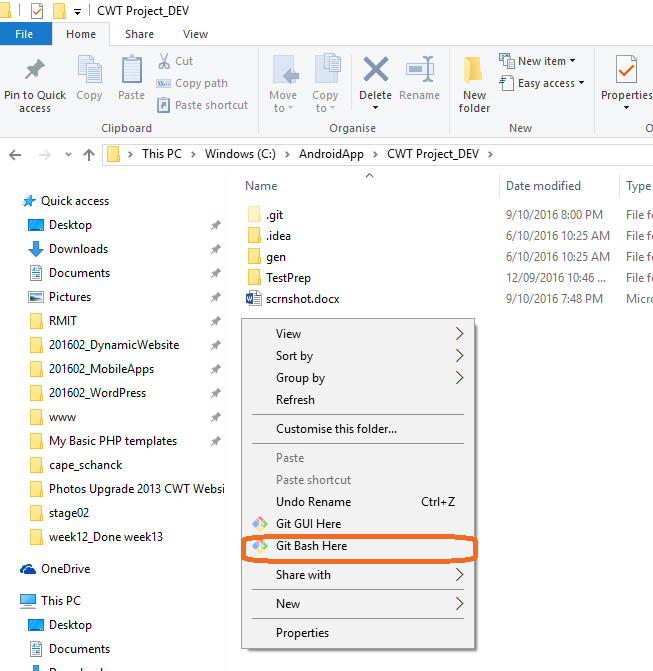 CWT Project_DEV
File Home Share View
Pin to Quick access
Copy
Paste
Cut
Copy path
Paste shortcut
Clipboard
Move to
Copy to
Delete
Rename
Organise
New folder
New item
Easy access
New
Properties
This PC > Windows (C:) > AndroidApp > CWT Project_DEV >
Quick access
Desktop
Downloads
Documents
Pictures
RMIT
201602_DynamicWebsite
201602_MobileApps
201602_WordPress
www
My Basic PHP templates
cape_schanck
Photos Upgrade 2013 CWT Websi
stage02
week12_Done week13
OneDrive
This PC
Desktop
Documents
Name Date modified Type
.git 9/10/2016 8:00 PM File f
.idea 6/10/2016 10:25 AM File f
gen 6/10/2016 10:25 AM File f
TestPrep 12/09/2016 10:46 ... File f
scrnshot.docx 9/10/2016 7:48 PM Micro
View
Sort by
Group by
Refresh
Customise this folder...
Paste
Paste shortcut
Undo Rename Ctrl+Z
Git GUI Here
Git Bash Here
Share with
New
Properties